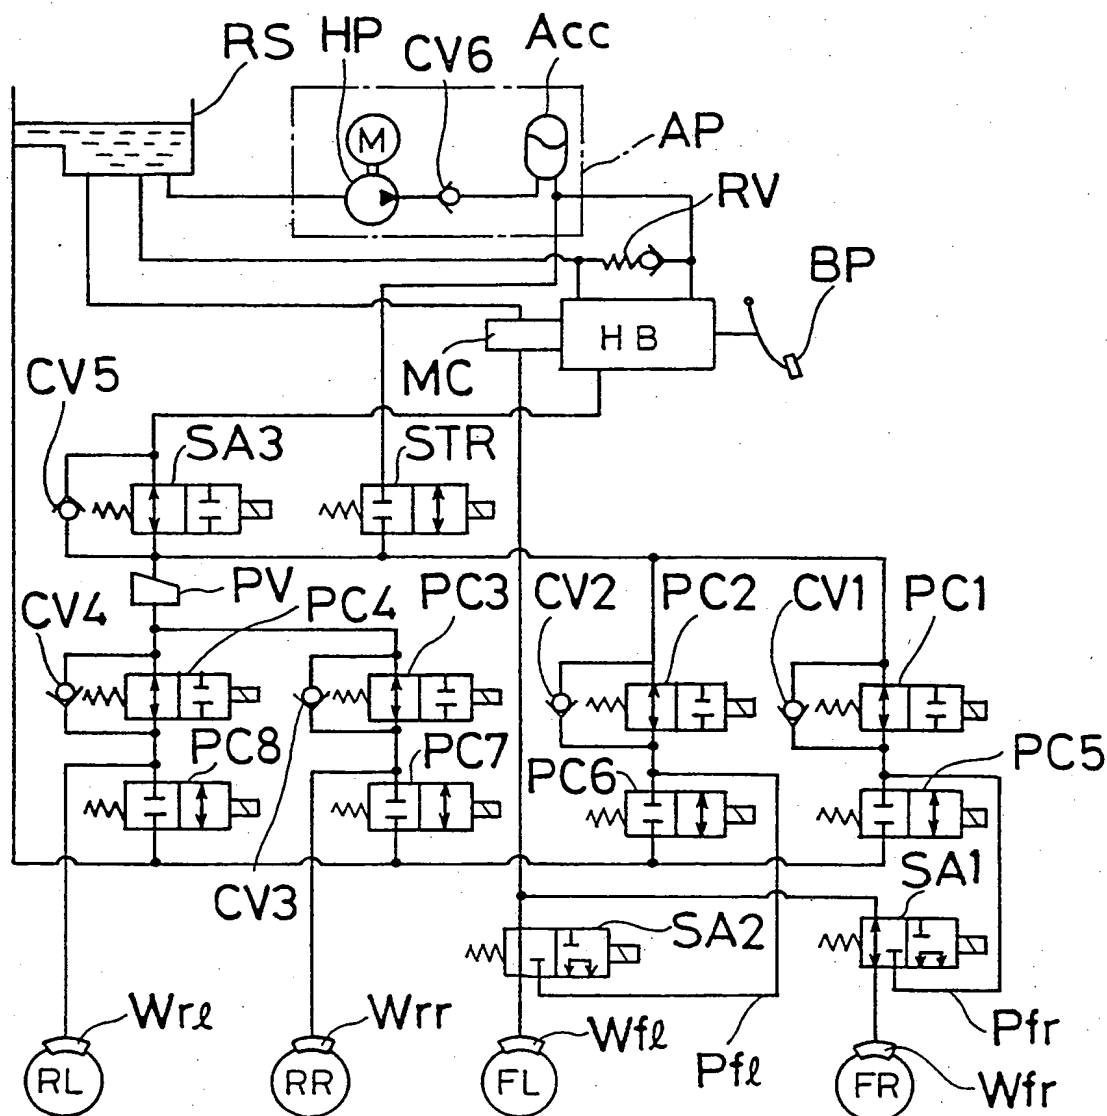 RS
HP
CV6
Acc
M
AP
RV
BP
HB
MC
CV5
SA3
STR
PV
CV4
PC4
PC3
CV2
PC2
CV1
PC1
PC8
PC7
PC6
PC5
CV3
SA2
SA1
Wrℓ
Wrr
Wfℓ
Pfℓ
Pfr
Wfr
RL
RR
FL
FR